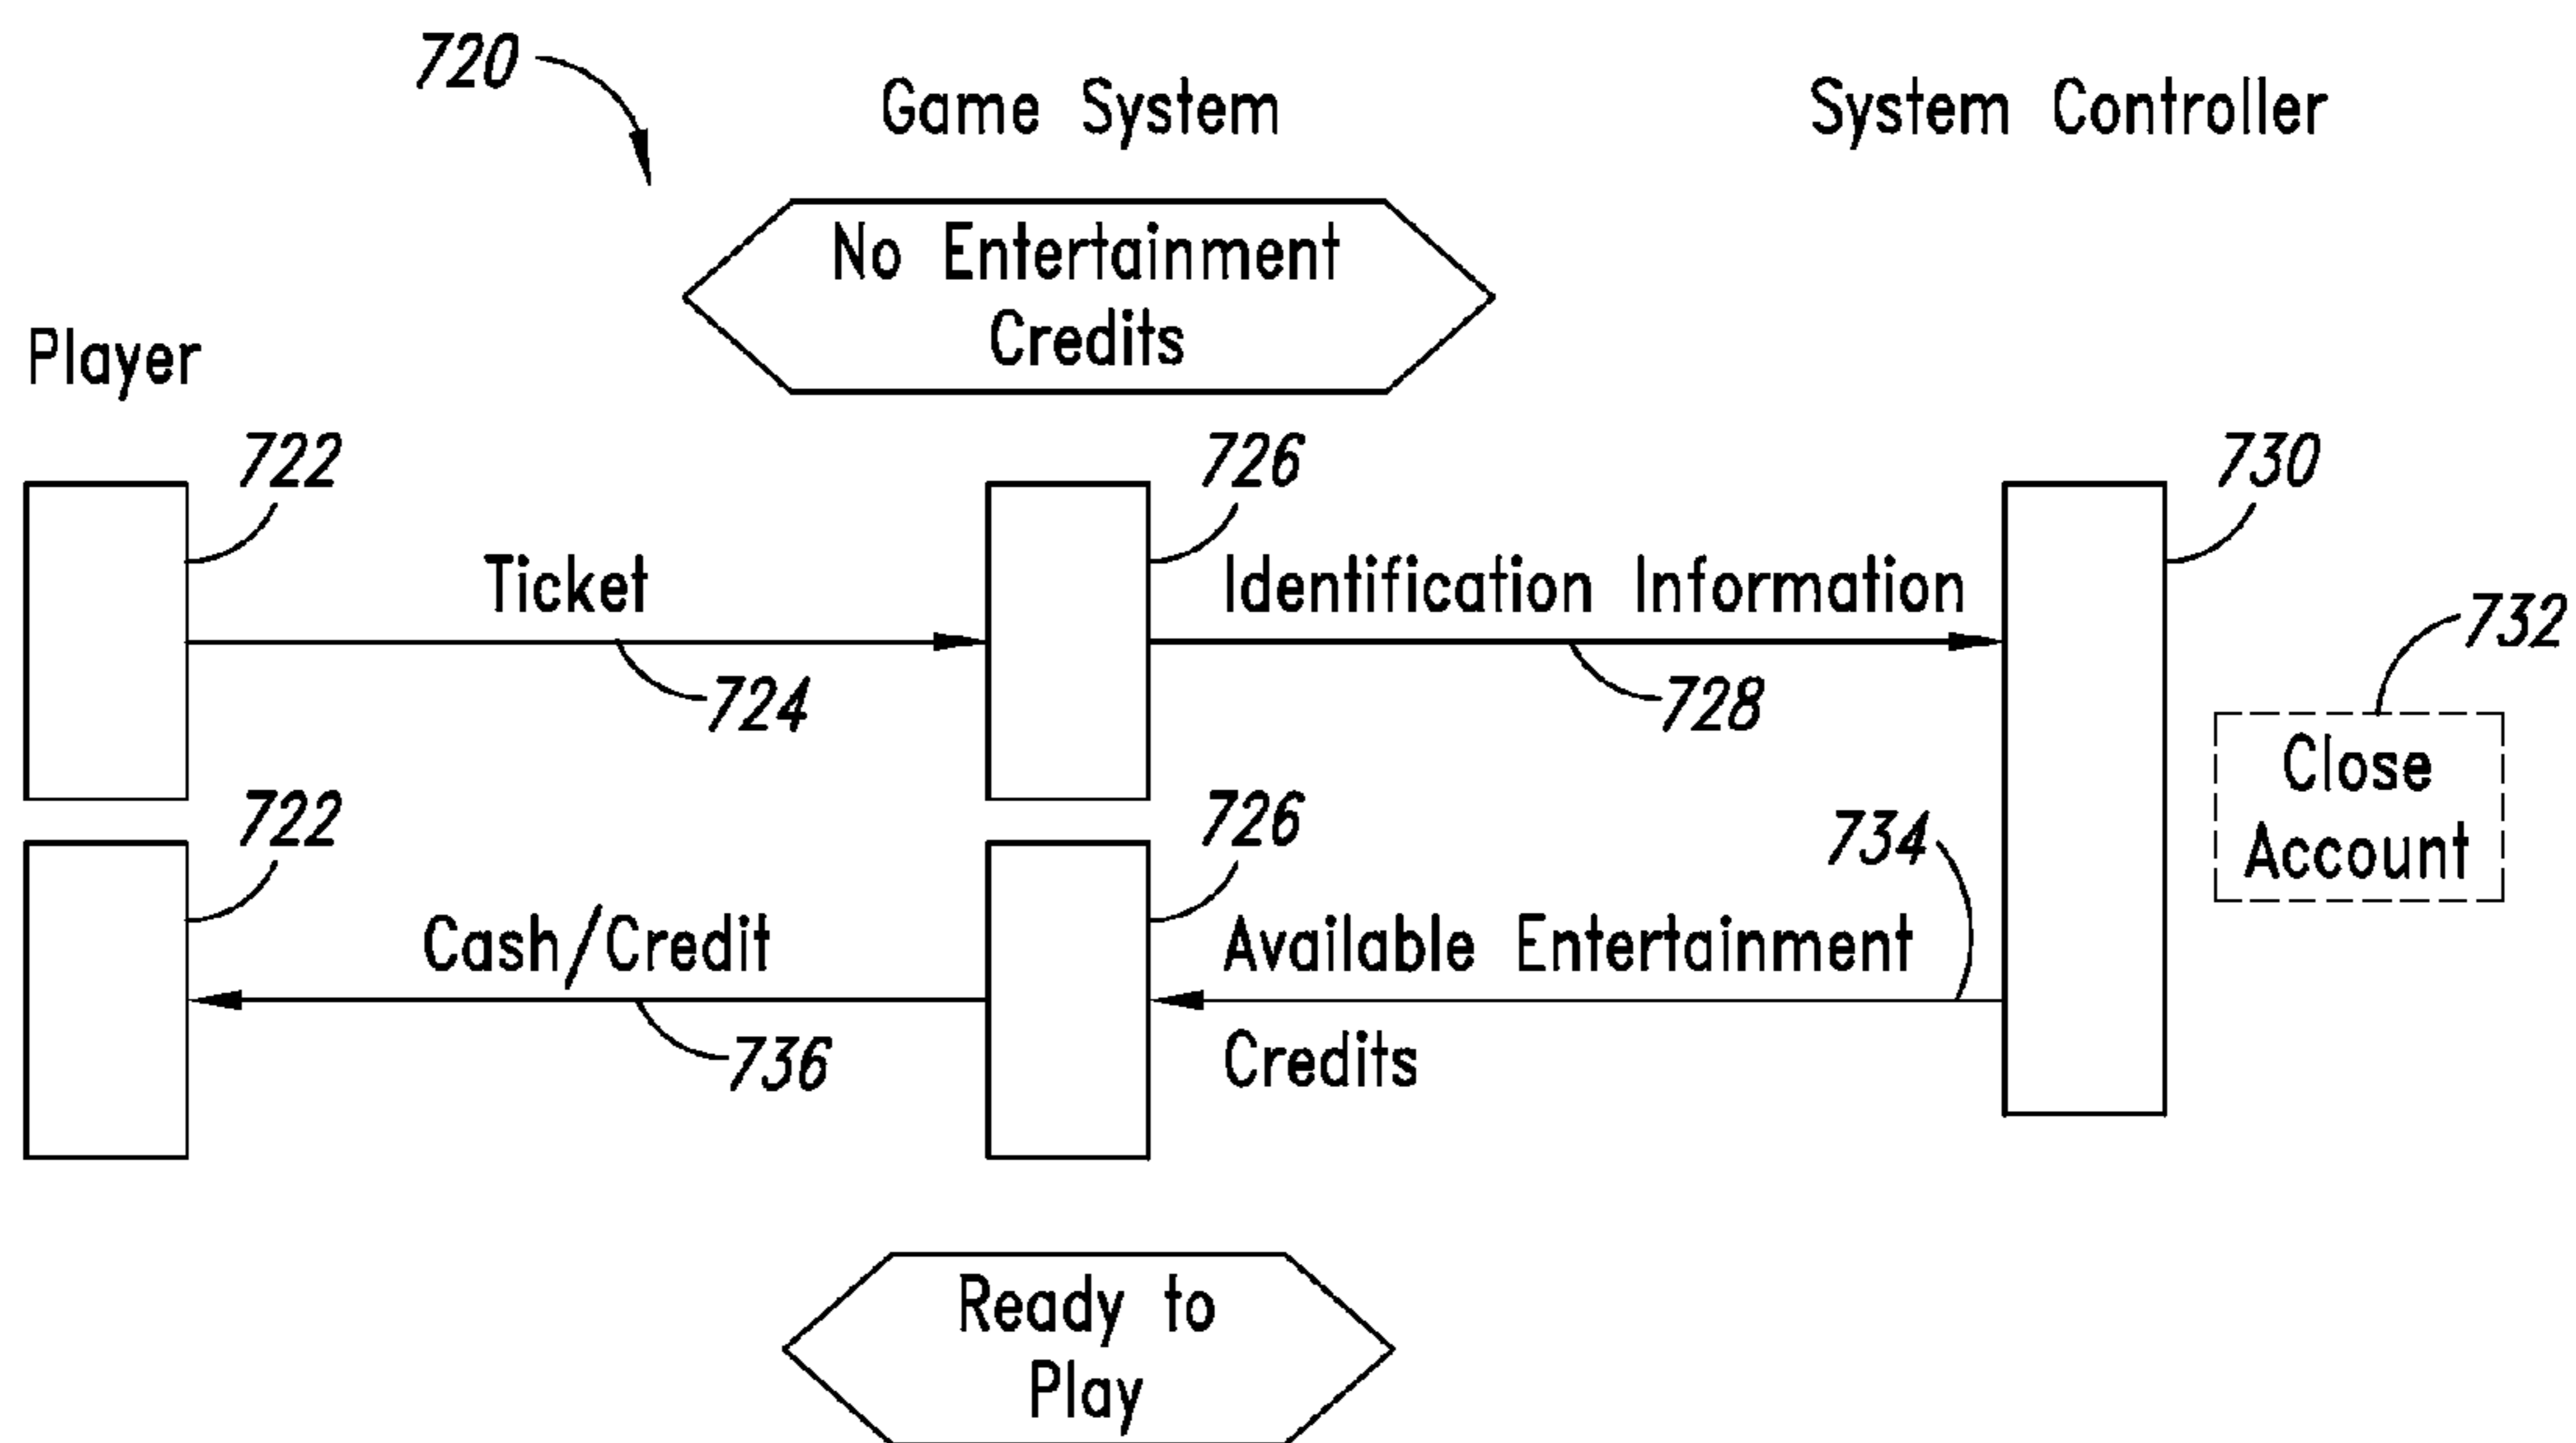 720
Game System
System Controller
No Entertainment
Credits
Player
722
726
730
Ticket
Identification Information
732
724
728
Close
Account
722
726
734
Cash/Credit
Available Entertainment
736
Credits
Ready to
Play